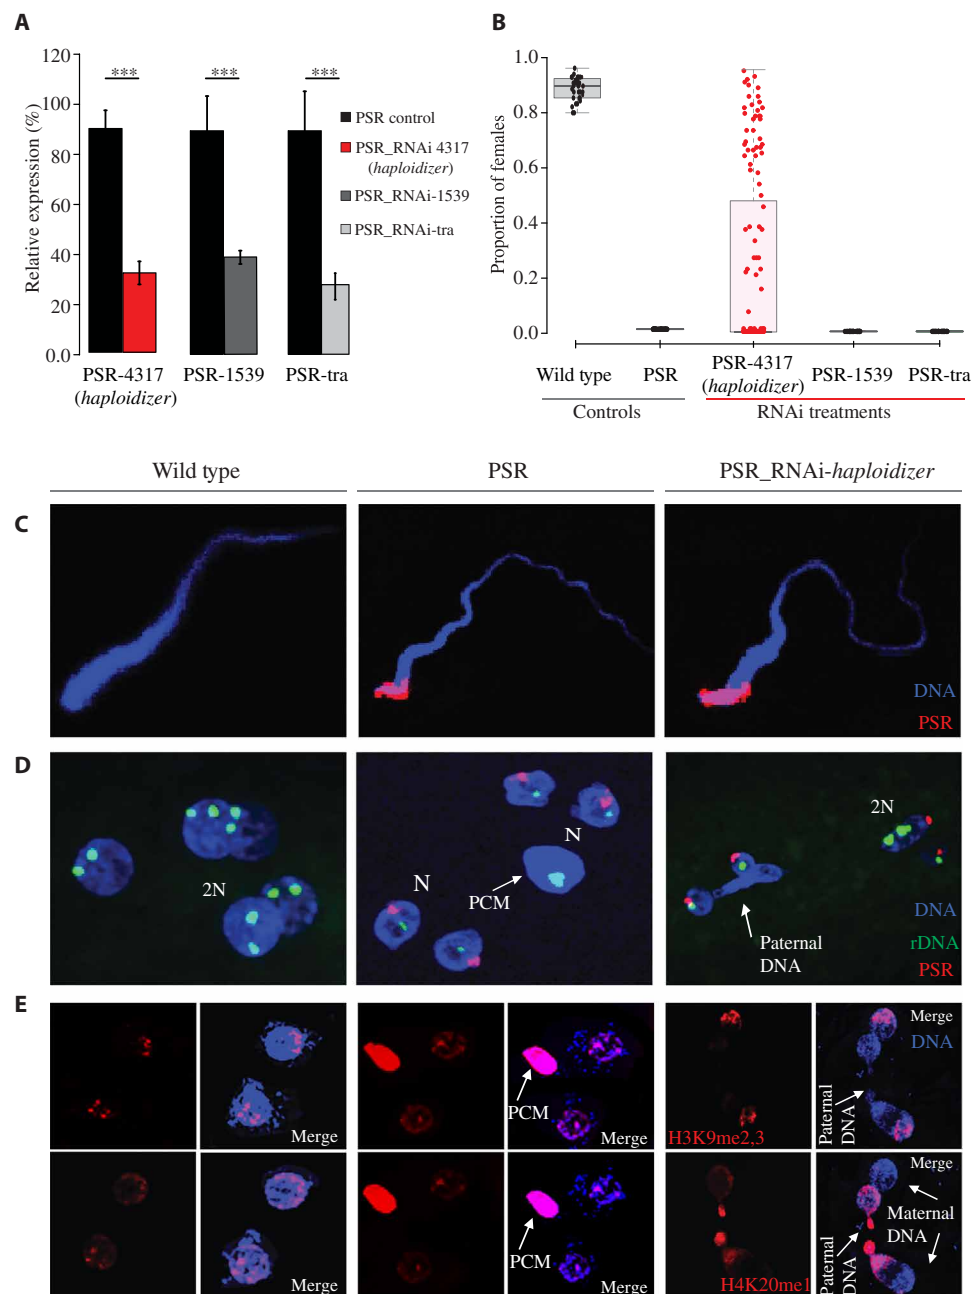 A
120
100
80
60
40
20
0.0
Relative expression (%)
***
***
***
PSR control
PSR_RNAi 4317
(haploidizer)
PSR_RNAi-1539
PSR_RNAi-tra
PSR-4317
(haploidizer)
PSR-1539
PSR-tra
B
1.0
0.8
0.6
0.4
0.2
0.0
Proportion of females
Wild type
PSR
PSR-4317
(haploidizer)
PSR-1539
PSR-tra
Controls
RNAi treatments
Wild type
PSR
PSR_RNAi-haploidizer
C
DNA
PSR
D
2N
N
N
PCM
2N
Paternal
DNA
DNA
rDNA
PSR
E
Merge
PCM
Merge
H3K9me2,3
Merge
DNA
Paternal
DNA
Merge
PCM
Merge
H4K20me1
Merge
Maternal
DNA
Paternal
DNA